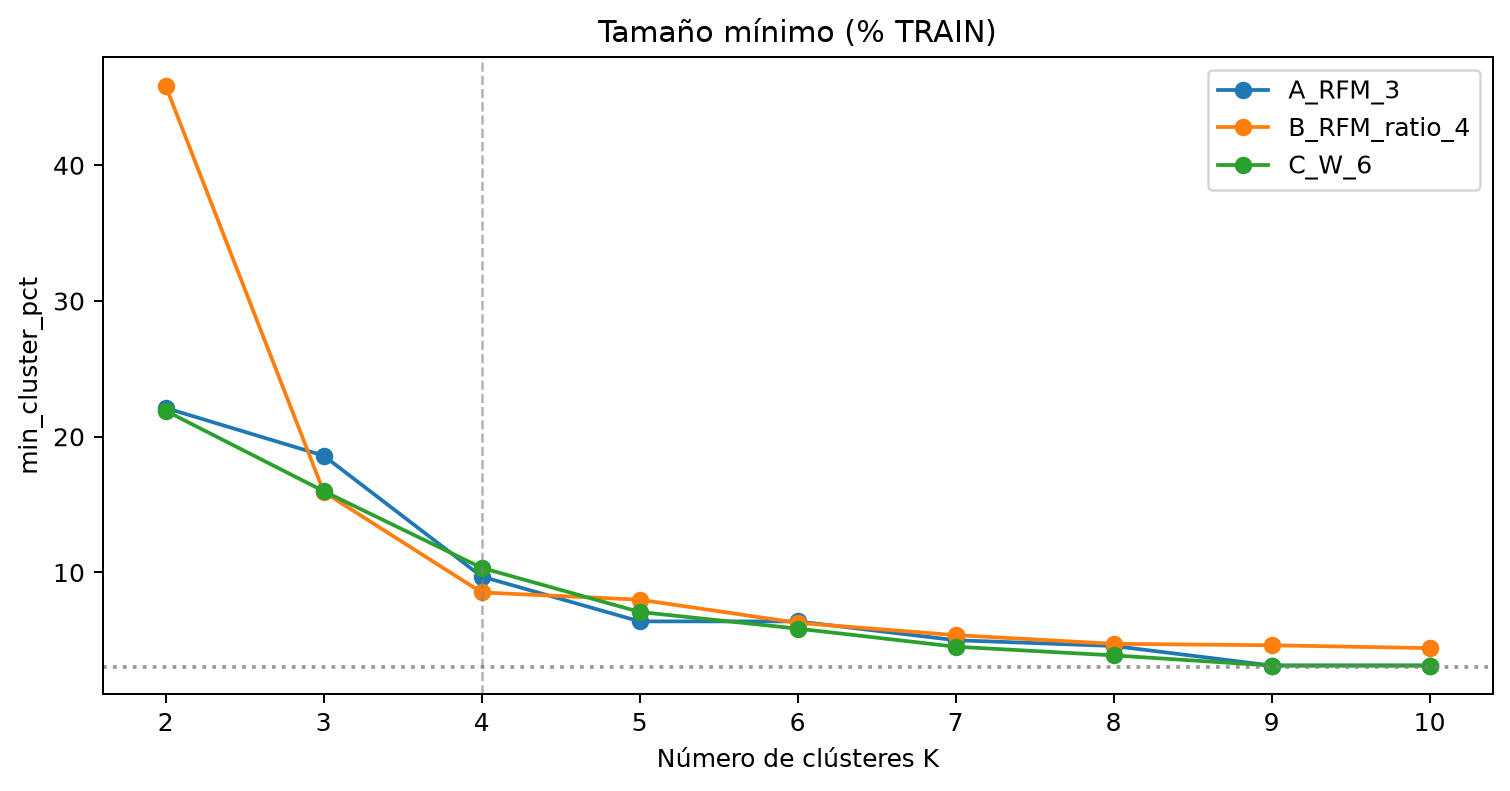 Tamaño mínimo (% TRAIN)
A_RFM_3
B_RFM_ratio_4
C_W_6
min_cluster_pct
40
30
20
10
2 3 4 5 6 7 8 9 10
Número de clústeres K